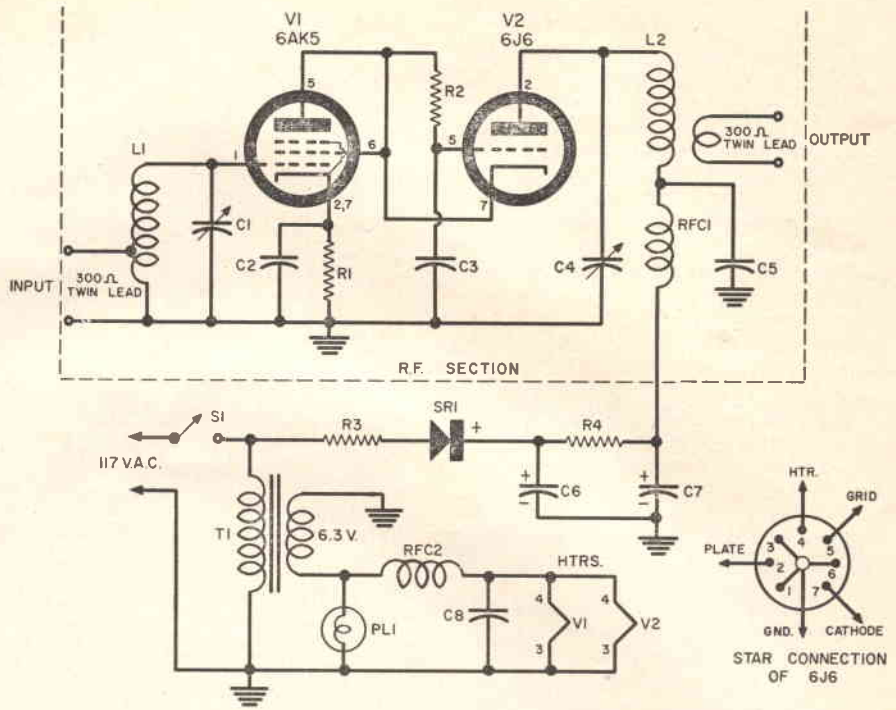 V1
6AK5
V2
6J6
L2
5
2
R2
L1
1
6
5
300Ω
TWIN LEAD
OUTPUT
2,7
7
C1
C2
R1
C3
C4
RFC1
C5
INPUT
300Ω
TWIN LEAD
R.F. SECTION
S1
R3
SR1
+
R4
117 V.A.C.
+
-
C6
+
-
C7
T1
6.3 V.
RFC2
HTRS.
PL1
C8
4
3
V1
4
3
V2
HTR.
GRID
PLATE
3
4
5
2
6
1
7
GND.
CATHODE
STAR CONNECTION
OF 6J6